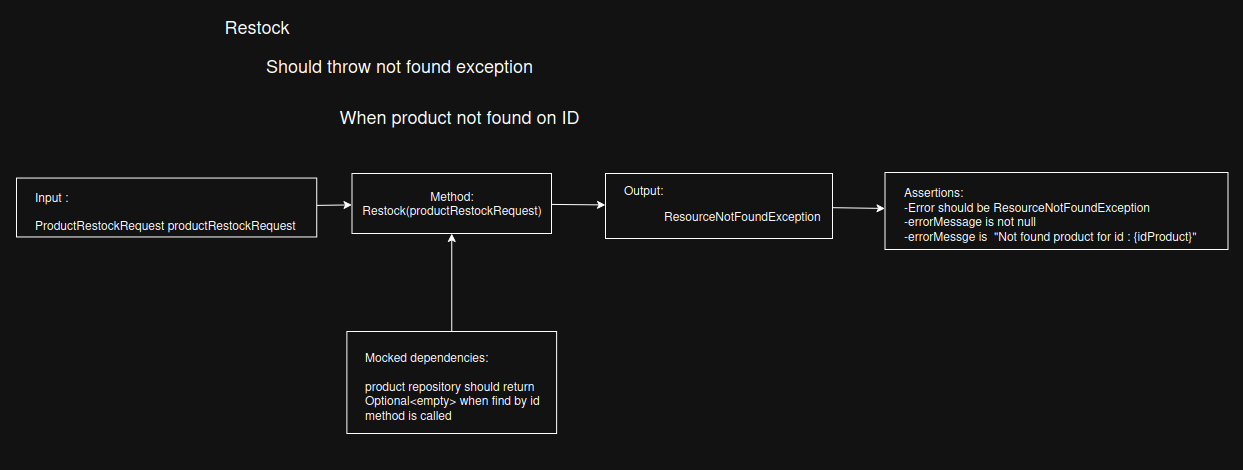 Restock
Should throw not found exception
When product not found on ID
Input :
ProductRestockRequest productRestockRequest
Method:
Restock(productRestockRequest)
Output:
ResourceNotFoundException
Assertions:
-Error should be ResourceNotFoundException
-errorMessage is not null
-errorMessge is "Not found product for id : {idProduct}"
Mocked dependencies:
product repository should return
Optional<empty> when find by id
method is called